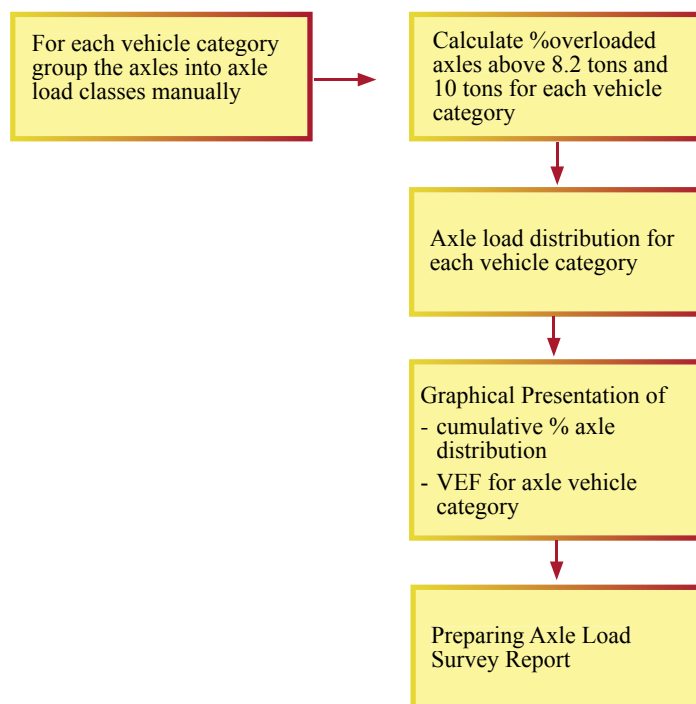 For each vehicle category
group the axles into axle
load classes manually
Calculate %overloaded
axles above 8.2 tons and
10 tons for each vehicle
category
Axle load distribution for
each vehicle category
Graphical Presentation of
- cumulative % axle
distribution
- VEF for axle vehicle
category
Preparing Axle Load
Survey Report